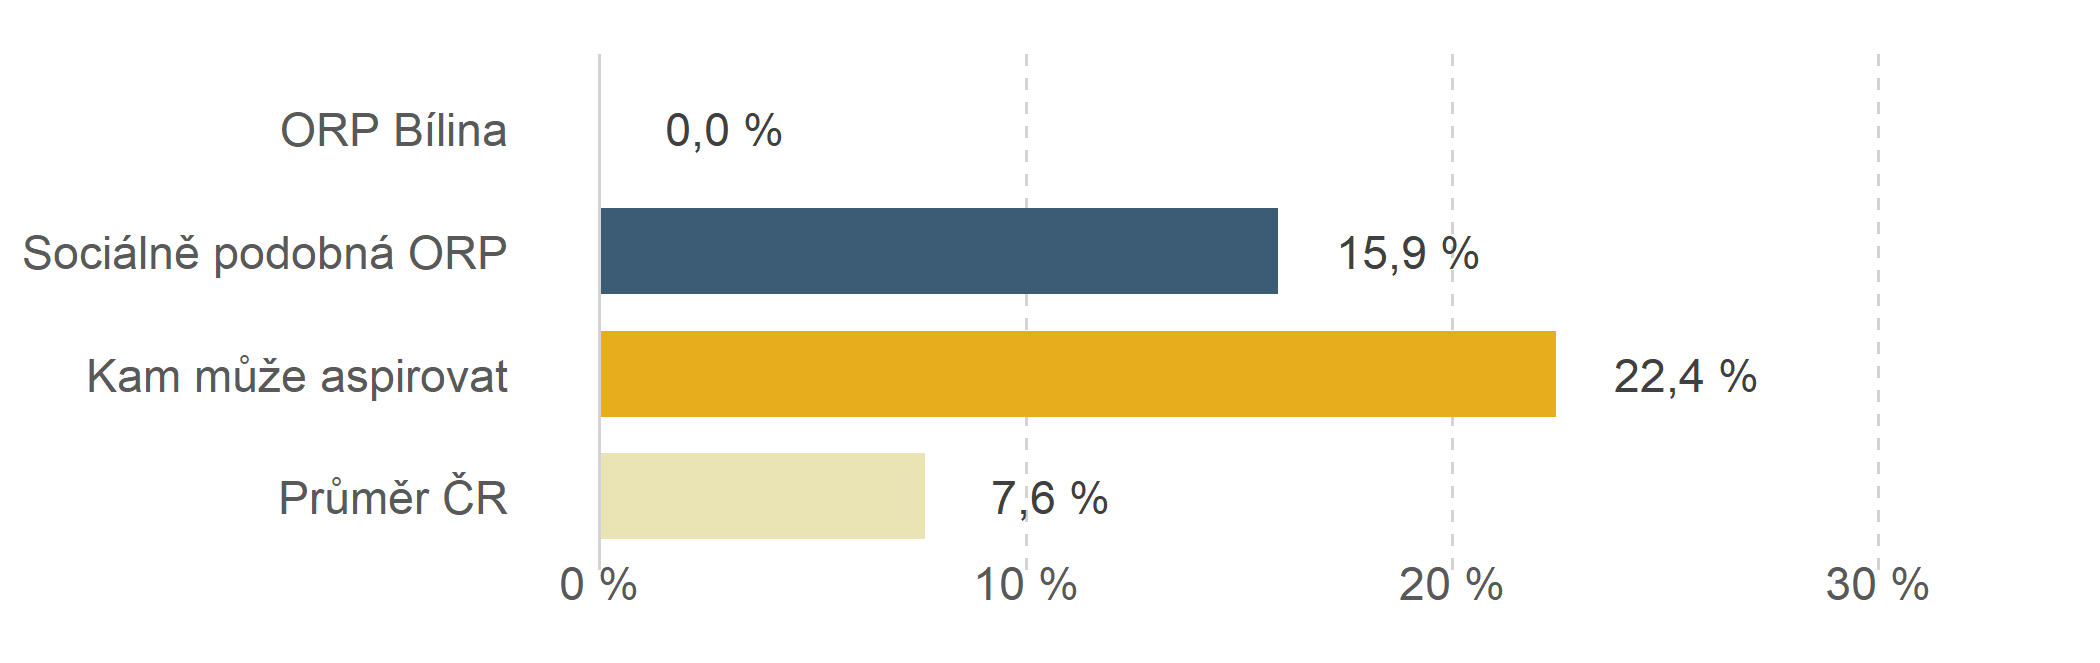 ORP Bílina
0,0 %
Sociálně podobná ORP
15,9 %
Kam může aspirovat
22,4 %
Průměr ČR
7,6 %
0 %
10 %
20 %
30 %